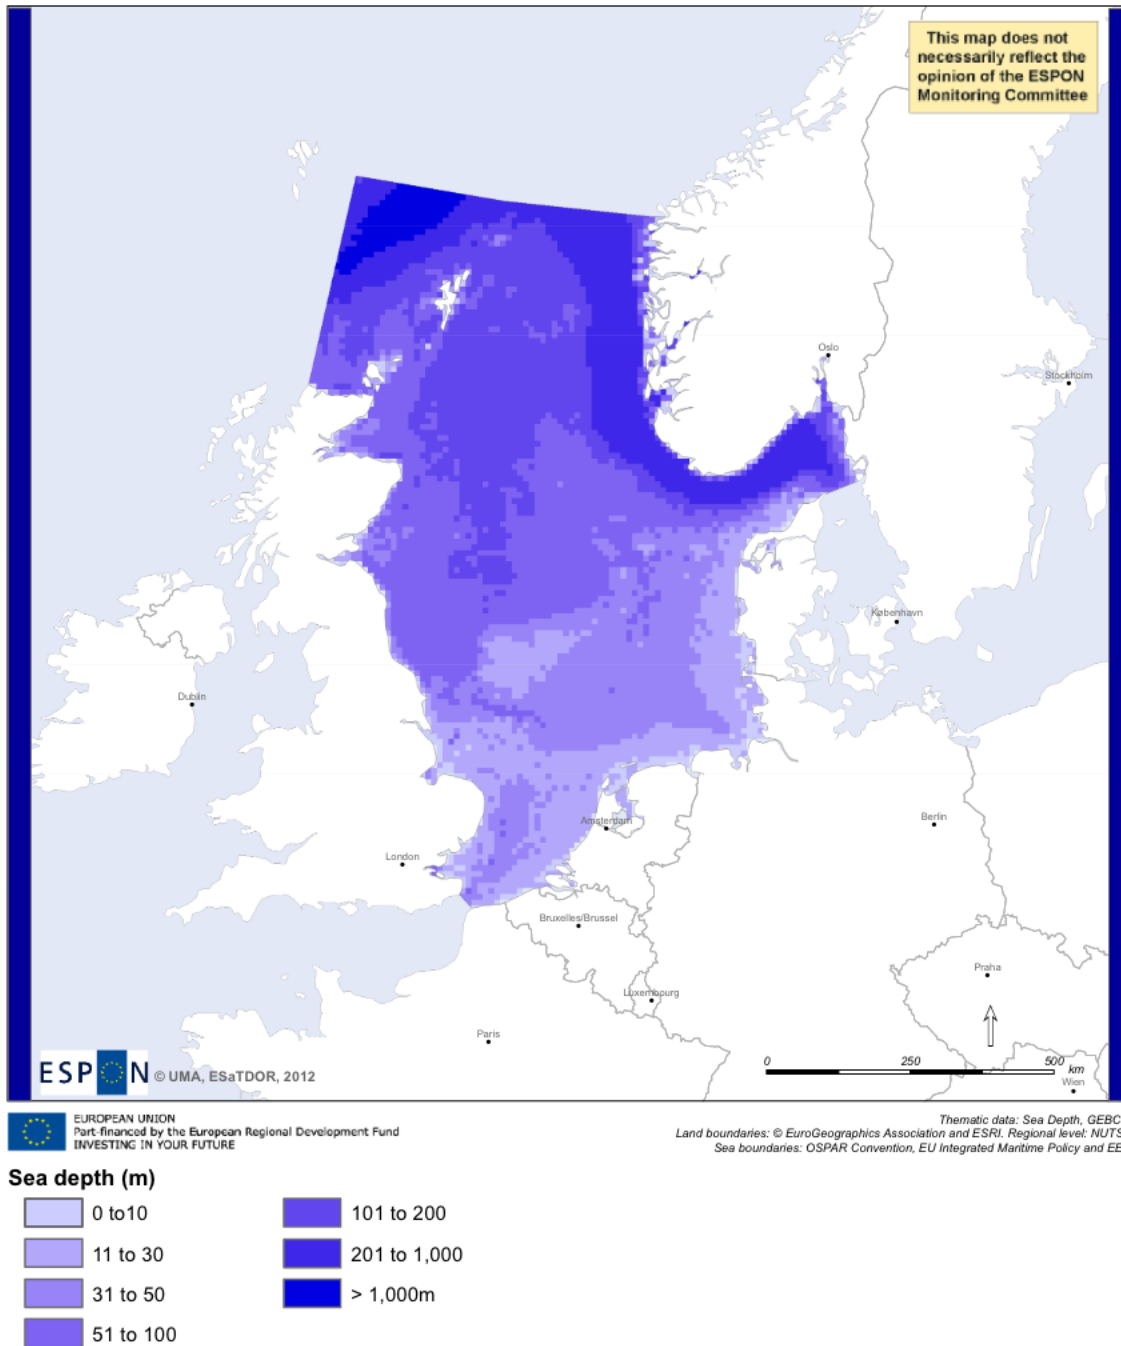 This map does not
necessarily reflect the
opinion of the ESPON
Monitoring Committee
Oslo
Stockholm
København
Dublin
Amsterdam
Berlin
London
Bruxelles/Brussel
Praha
Luxembourg
Paris
0 250 500
km
Wien
ESPON © UMA, ESaTDOR, 2012
EUROPEAN UNION
Part-financed by the European Regional Development Fund
INVESTING IN YOUR FUTURE
Thematic data: Sea Depth, GEBC
Land boundaries: © EuroGeographics Association and ESRI. Regional level: NUTS
Sea boundaries: OSPAR Convention, EU Integrated Maritime Policy and EE
Sea depth (m)
0 to10
11 to 30
31 to 50
51 to 100
101 to 200
201 to 1,000
> 1,000m